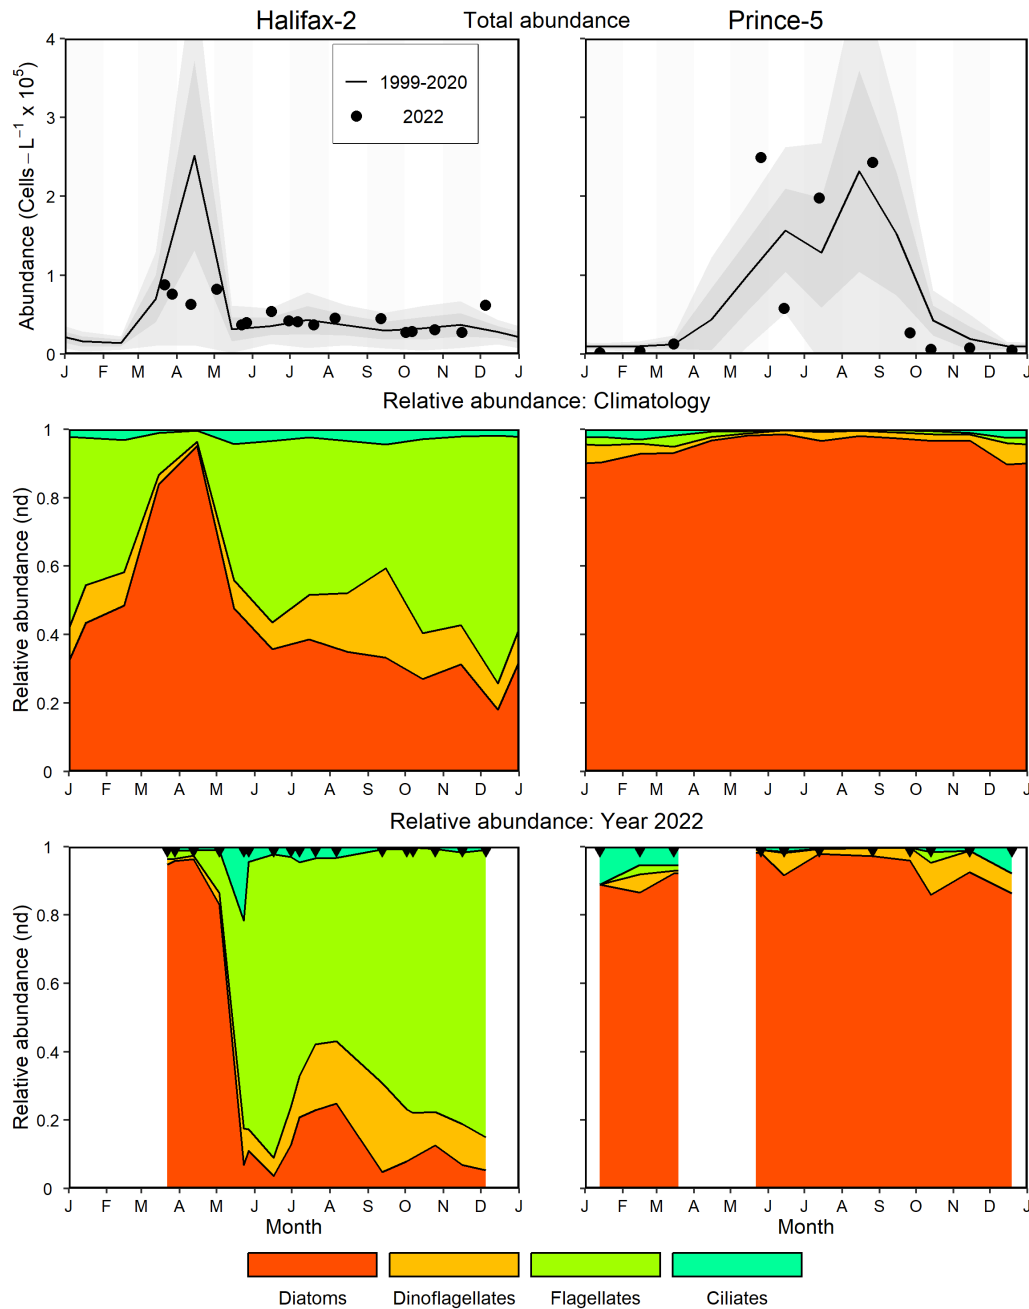 Halifax-2 Total abundance Prince-5
Abundance (Cells − L⁻¹ x 10⁵)
4
3
2
1
0
1999-2020
2022
J F M A M J J A S O N D J
J F M A M J J A S O N D J
Relative abundance: Climatology
Relative abundance (nd)
1
0.8
0.6
0.4
0.2
0
J F M A M J J A S O N D J
J F M A M J J A S O N D J
Relative abundance: Year 2022
Relative abundance (nd)
1
0.8
0.6
0.4
0.2
0
J F M A M J J A S O N D J
J F M A M J J A S O N D J
Month Month
Diatoms Dinoflagellates Flagellates Ciliates